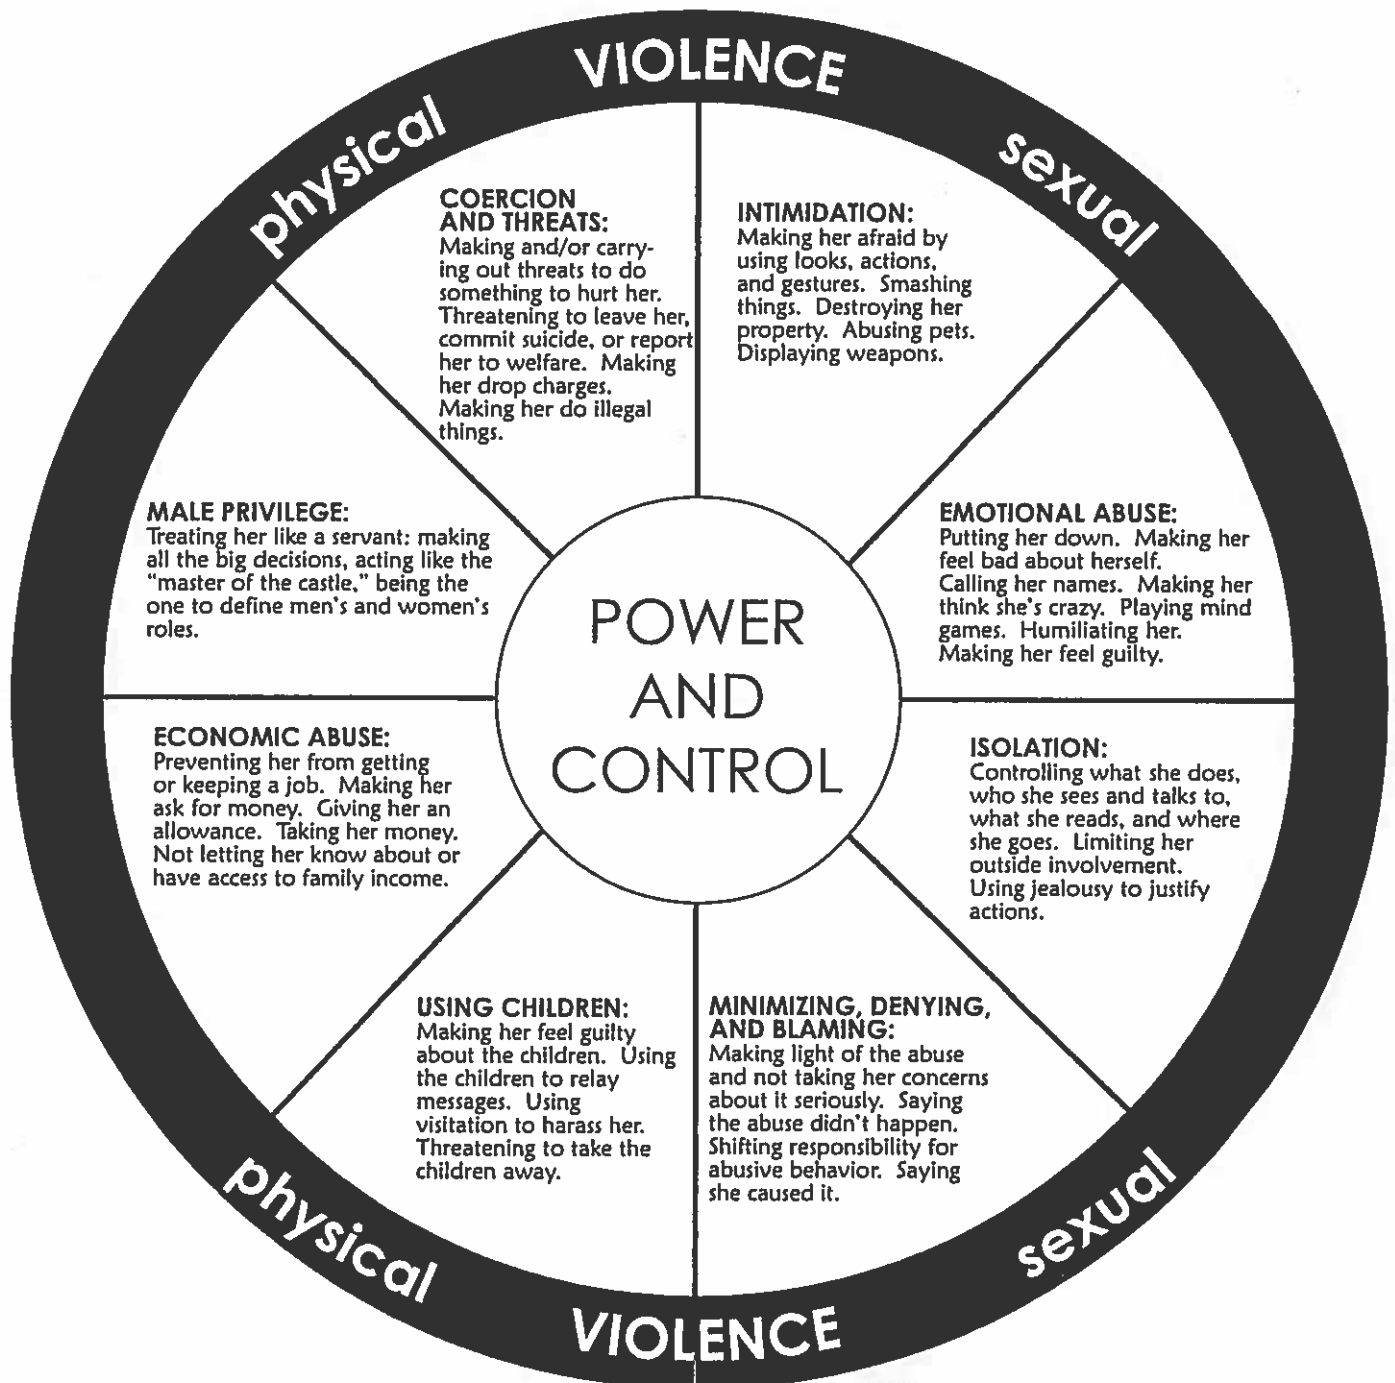 VIOLENCE
physical
sexual
COERCION
AND THREATS:
Making and/or carry-
ing out threats to do
something to hurt her.
Threatening to leave her,
commit suicide, or report
her to welfare. Making
her drop charges.
Making her do illegal
things.
INTIMIDATION:
Making her afraid by
using looks, actions,
and gestures. Smashing
things. Destroying her
property. Abusing pets.
Displaying weapons.
MALE PRIVILEGE:
Treating her like a servant: making
all the big decisions, acting like the
"master of the castle," being the
one to define men's and women's
roles.
EMOTIONAL ABUSE:
Putting her down. Making her
feel bad about herself.
Calling her names. Making her
think she's crazy. Playing mind
games. Humiliating her.
Making her feel guilty.
POWER
AND
CONTROL
ECONOMIC ABUSE:
Preventing her from getting
or keeping a job. Making her
ask for money. Giving her an
allowance. Taking her money.
Not letting her know about or
have access to family income.
ISOLATION:
Controlling what she does,
who she sees and talks to,
what she reads, and where
she goes. Limiting her
outside involvement.
Using jealousy to justify
actions.
USING CHILDREN:
Making her feel guilty
about the children. Using
the children to relay
messages. Using
visitation to harass her.
Threatening to take the
children away.
MINIMIZING, DENYING,
AND BLAMING:
Making light of the abuse
and not taking her concerns
about it seriously. Saying
the abuse didn't happen.
Shifting responsibility for
abusive behavior. Saying
she caused it.
physical
sexual
VIOLENCE